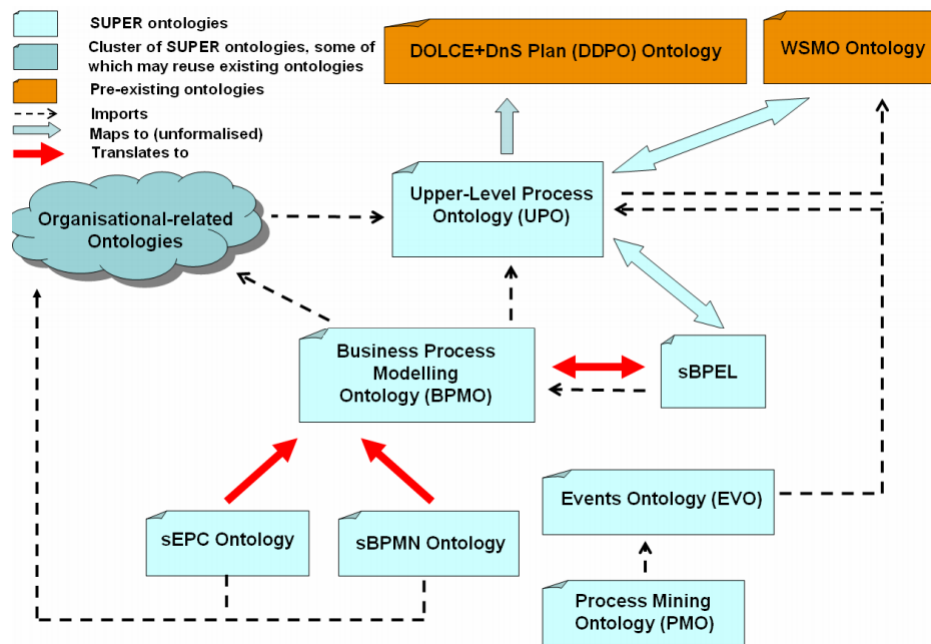 SUPER ontologies
Cluster of SUPER ontologies, some of
which may reuse existing ontologies
Pre-existing ontologies
Imports
Maps to (unformalised)
Translates to
DOLCE+DnS Plan (DDPO) Ontology
WSMO Ontology
Upper-Level Process
Ontology (UPO)
Organisational-related
Ontologies
Business Process
Modelling
Ontology (BPMO)
sBPEL
Events Ontology (EVO)
sEPC Ontology
sBPMN Ontology
Process Mining
Ontology (PMO)